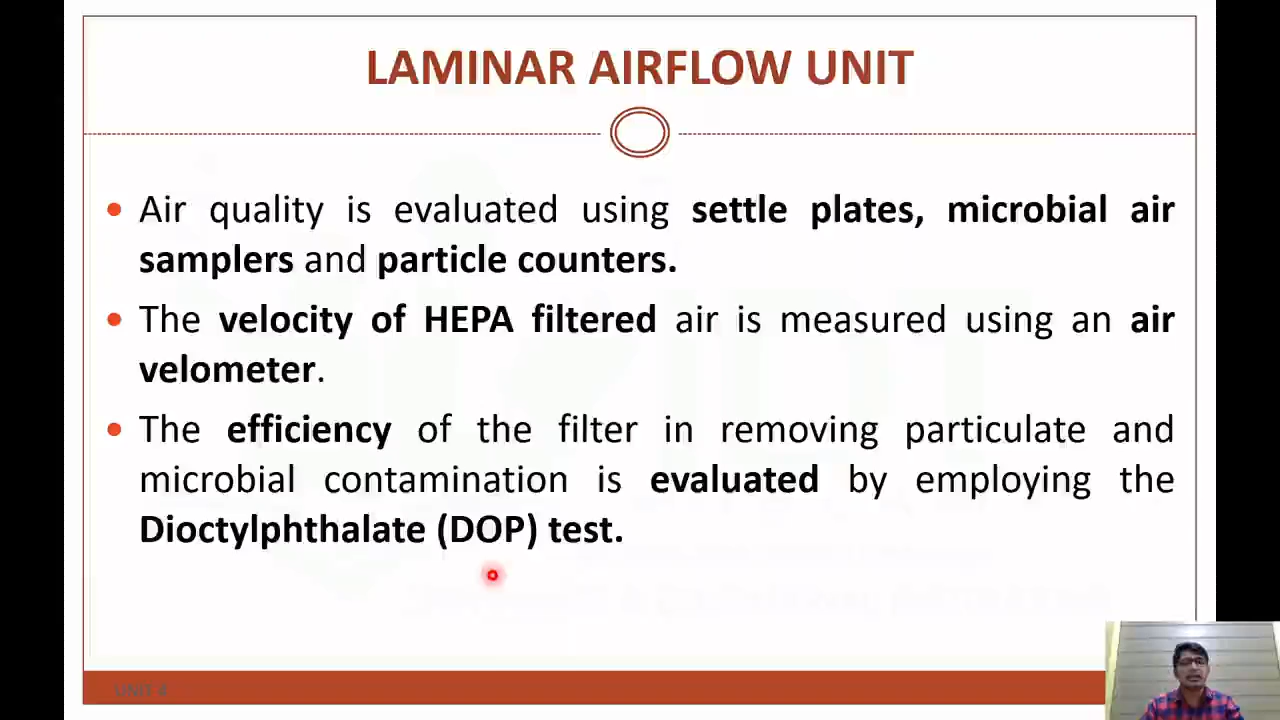 LAMINAR AIRFLOW UNIT
• Air quality is evaluated using settle plates, microbial air
samplers and particle counters.
• The velocity of HEPA filtered air is measured using an air
velometer.
• The efficiency of the filter in removing particulate and
microbial contamination is evaluated by employing the
Dioctylphthalate (DOP) test.
UNIT 4